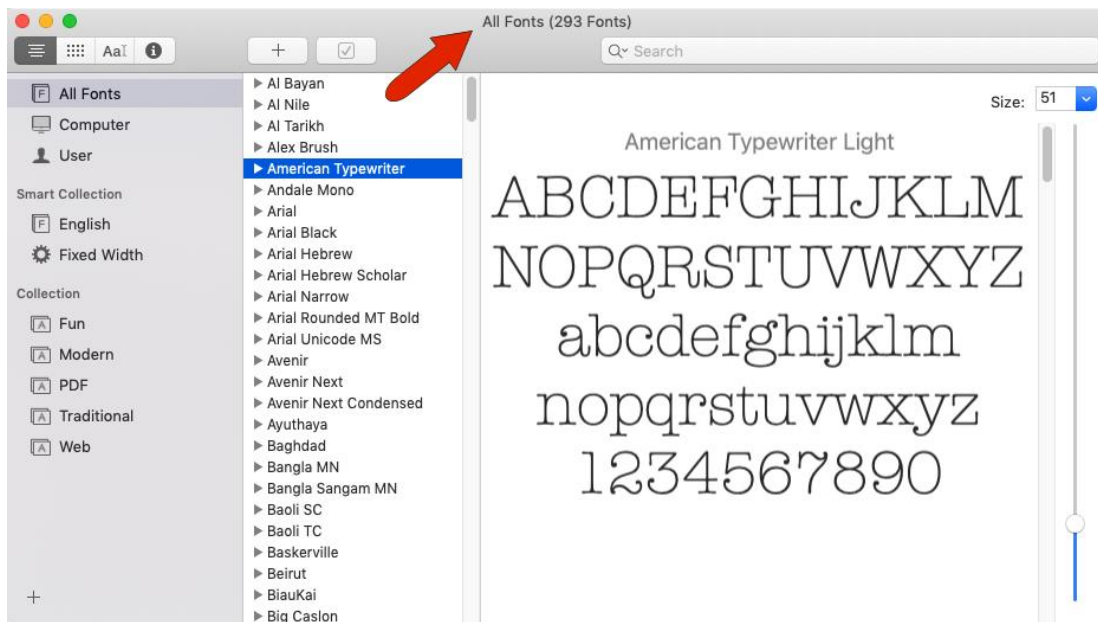 All Fonts (293 Fonts)
AaI
Search
All Fonts
Computer
User
Smart Collection
English
Fixed Width
Collection
Fun
Modern
PDF
Traditional
Web
Al Bayan
Al Nile
Al Tarikh
Alex Brush
American Typewriter
Andale Mono
Arial
Arial Black
Arial Hebrew
Arial Hebrew Scholar
Arial Narrow
Arial Rounded MT Bold
Arial Unicode MS
Avenir
Avenir Next
Avenir Next Condensed
Ayuthaya
Baghdad
Bangla MN
Bangla Sangam MN
Baoli SC
Baoli TC
Baskerville
Beirut
BiauKai
Big Caslon
Size: 51
American Typewriter Light
ABCDEFGHIJKLM
NOPQRSTUVWXYZ
abcdefghijklm
nopqrstuvwxyz
1234567890